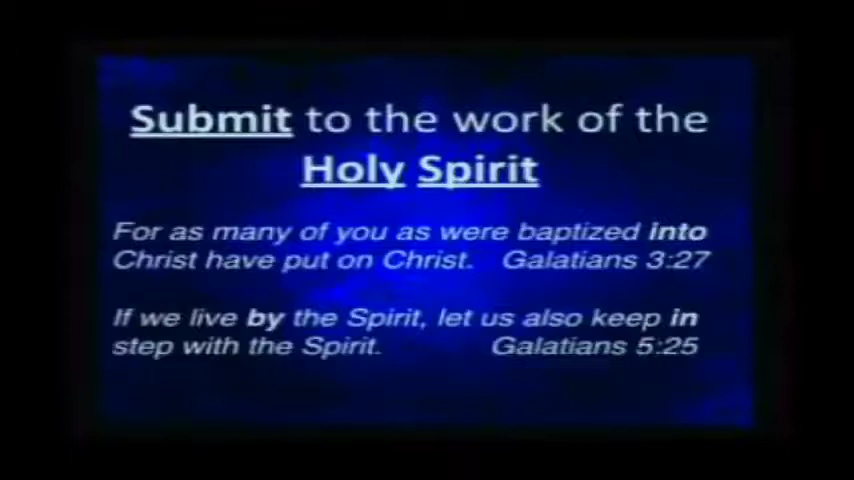 Submit to the work of the
Holy Spirit
For as many of you as were baptized into
Christ have put on Christ. Galatians 3:27
If we live by the Spirit, let us also keep in
step with the Spirit. Galatians 5:25